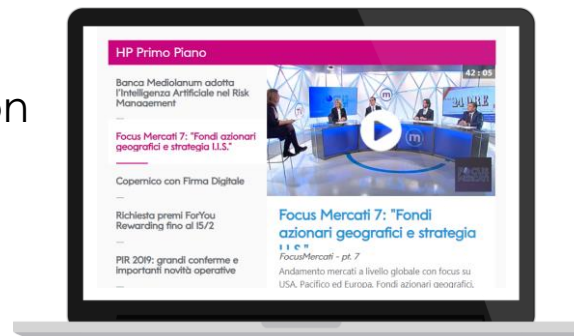 on
HP Primo Piano
Banca Mediolanum adotta
l'Intelligenza Artificiale nel Risk
Management
Focus Mercati 7: "Fondi azionari
geografici e strategia I.I.S."
Copernico con Firma Digitale
Richiesta premi ForYou
Rewarding fino al 15/2
PIR 2019: grandi conferme e
importanti novità operative
42:05
FOCUS
MERCATI
Focus Mercati 7: "Fondi
azionari geografici e strategia
I.I.S."
FocusMercati - pt. 7
Andamento mercati a livello globale con focus su
USA, Pacifico ed Europa. Fondi azionari geografici,